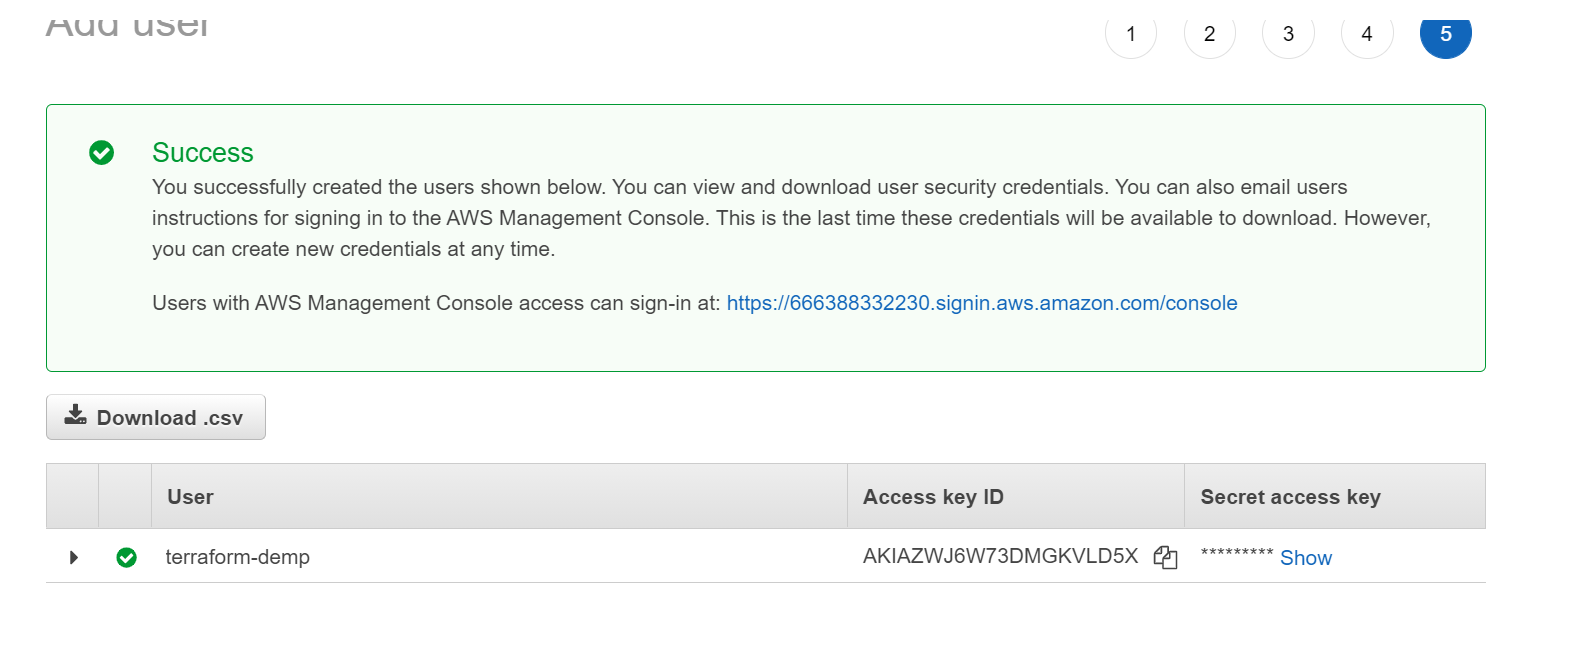 Add user
1 2 3 4 5
Success
You successfully created the users shown below. You can view and download user security credentials. You can also email users
instructions for signing in to the AWS Management Console. This is the last time these credentials will be available to download. However,
you can create new credentials at any time.
Users with AWS Management Console access can sign-in at: https://666388332230.signin.aws.amazon.com/console
Download .csv
User Access key ID Secret access key
terraform-demp AKIAZWJ6W73DMGKVLD5X ********* Show